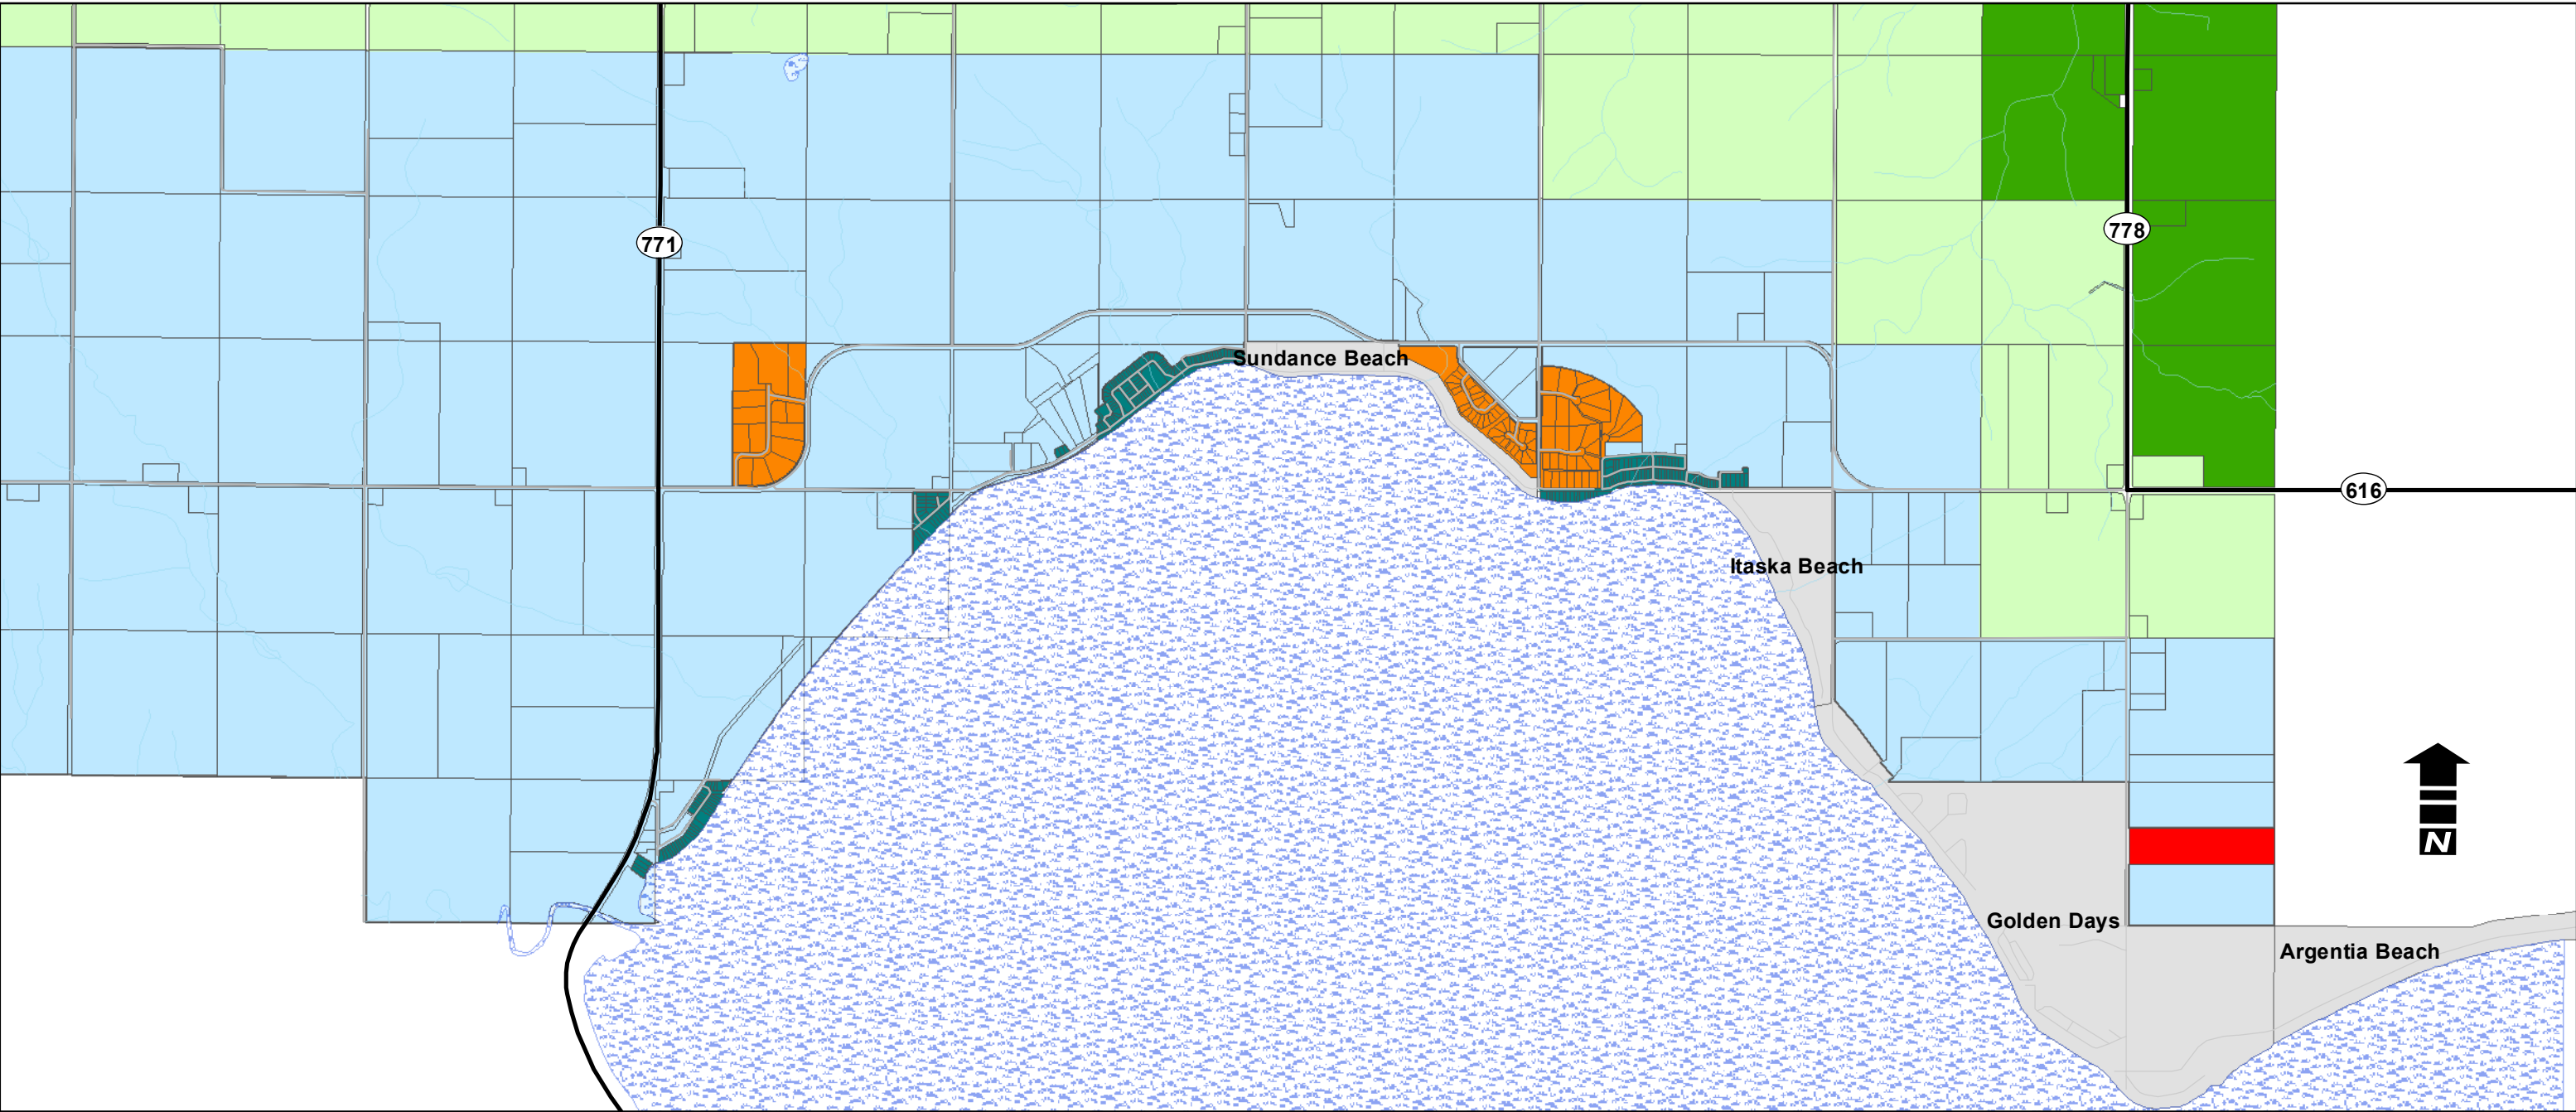 778
771
Sundance Beach
616
Itaska Beach
N
Golden Days
Argentia Beach